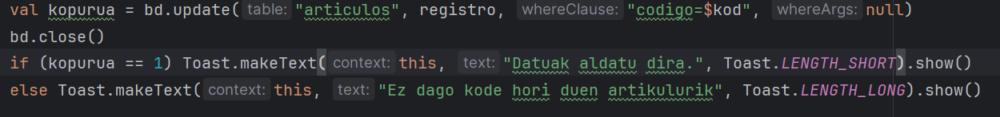 val kopurua = bd.update( table: "articulos", registro, whereClause: "codigo=$kod", whereArgs: null)
bd.close()
if (kopurua == 1) Toast.makeText( context: this, text: "Datuak aldatu dira.", Toast.LENGTH_SHORT).show()
else Toast.makeText( context: this, text: "Ez dago kode hori duen artikulurik", Toast.LENGTH_LONG).show()